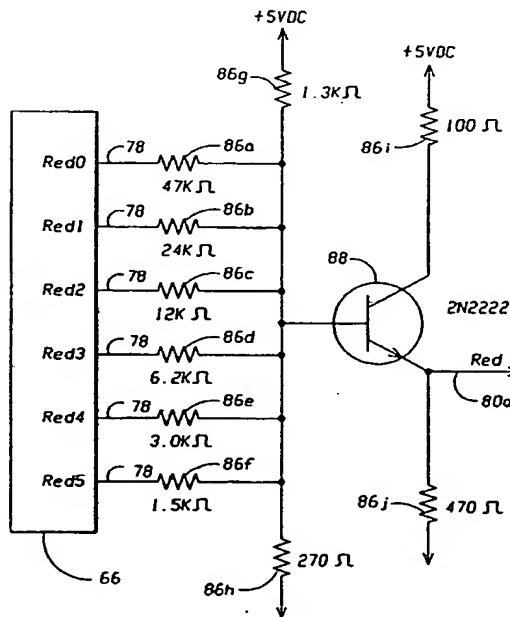 +5VDC
86g
1.3KΩ
+5VDC
86i
100 Ω
Red0
78
86a
47KΩ
Red1
78
86b
24KΩ
Red2
78
86c
12KΩ
88
2N2222
Red3
78
86d
6.2KΩ
Red
80a
Red4
78
86e
3.0KΩ
Red5
78
86f
1.5KΩ
86j
470 Ω
66
86h
270 Ω